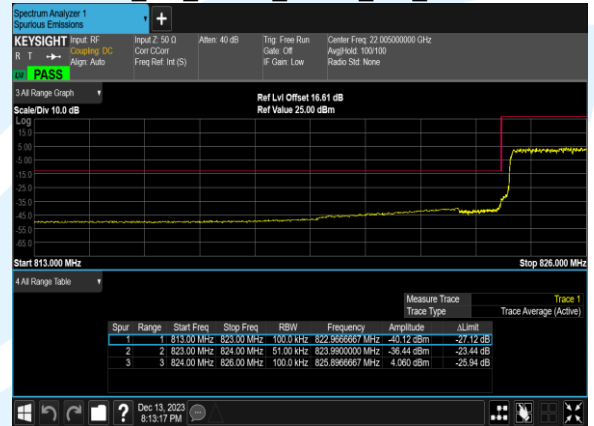 Spectrum Analyzer 1
Spurious Emissions
KEYSIGHT Input: RF Input Z: 50 Ω Atten: 40 dB Trig: Free Run Center Freq: 22.005000000 GHz
R T Coupling: DC Corr CCorr Gate: Off Avg|Hold: 100/100
Align: Auto Freq Ref: Int (S) IF Gain: Low Radio Std: None
PASS
3 All Range Graph
Ref Lvl Offset 16.61 dB
Scale/Div 10.0 dB Ref Value 25.00 dBm
Log
15.0
5.00
-5.00
-15.0
-25.0
-35.0
-45.0
-55.0
-65.0
Start 813.000 MHz Stop 826.000 MHz
4 All Range Table
Measure Trace Trace 1
Trace Type Trace Average (Active)
Spur Range Start Freq Stop Freq RBW Frequency Amplitude ΔLimit
1 1 813.00 MHz 823.00 MHz 100.0 kHz 822.9666667 MHz -40.12 dBm -27.12 dB
2 2 823.00 MHz 824.00 MHz 51.00 kHz 823.9900000 MHz -36.44 dBm -23.44 dB
3 3 824.00 MHz 826.00 MHz 100.0 kHz 825.8966667 MHz 4.060 dBm -25.94 dB
Dec 13, 2023
8:13:17 PM